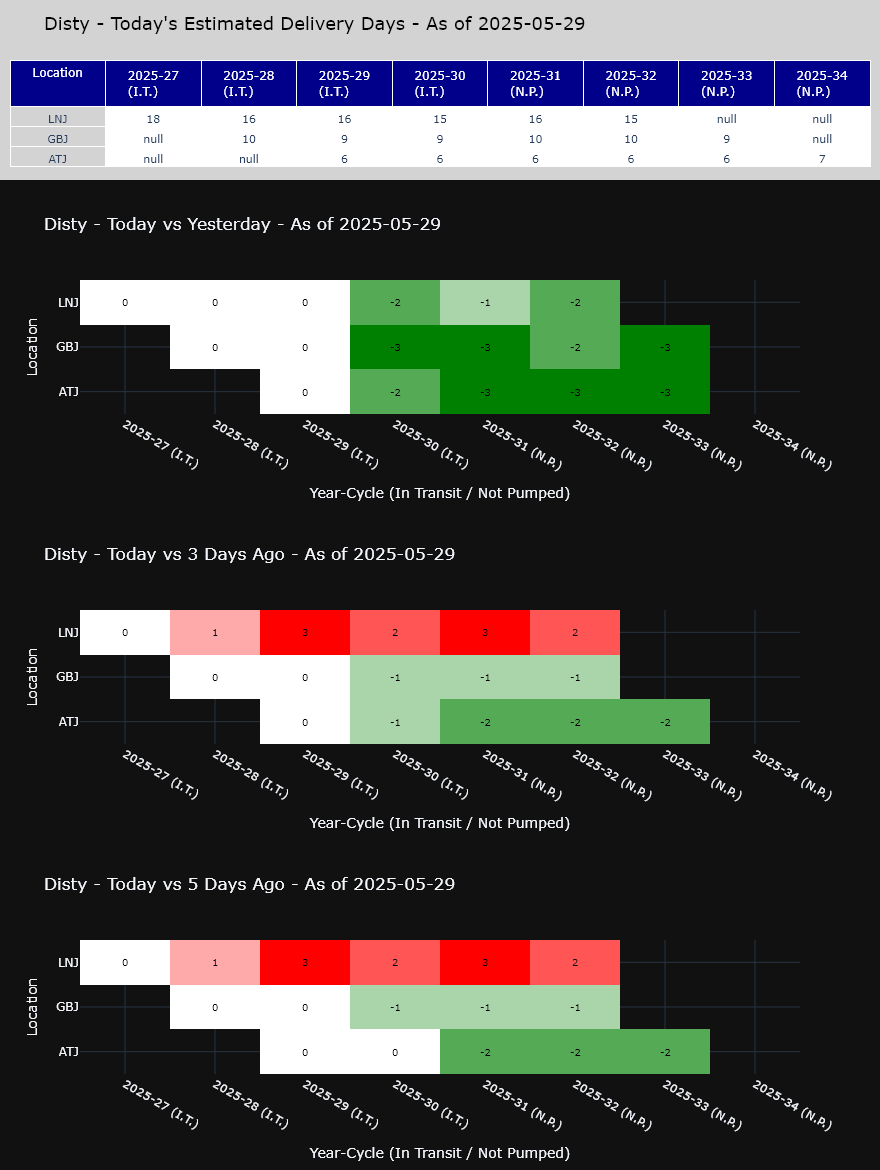 Disty - Today's Estimated Delivery Days - As of 2025-05-29
Location 2025-27 (I.T.) 2025-28 (I.T.) 2025-29 (I.T.) 2025-30 (I.T.) 2025-31 (N.P.) 2025-32 (N.P.) 2025-33 (N.P.) 2025-34 (N.P.)
LNJ 18 16 16 15 16 15 null null
GBJ null 10 9 9 10 10 9 null
ATJ null null 6 6 6 6 6 7
Disty - Today vs Yesterday - As of 2025-05-29
Location
LNJ 0 0 0 -2 -1 -2
GBJ 0 0 -3 -3 -2 -3
ATJ 0 -2 -3 -3 -3
2025-27 (I.T.) 2025-28 (I.T.) 2025-29 (I.T.) 2025-30 (I.T.) 2025-31 (N.P.) 2025-32 (N.P.) 2025-33 (N.P.) 2025-34 (N.P.)
Year-Cycle (In Transit / Not Pumped)
Disty - Today vs 3 Days Ago - As of 2025-05-29
Location
LNJ 0 1 3 2 3 2
GBJ 0 0 -1 -1 -1
ATJ 0 -1 -2 -2 -2
2025-27 (I.T.) 2025-28 (I.T.) 2025-29 (I.T.) 2025-30 (I.T.) 2025-31 (N.P.) 2025-32 (N.P.) 2025-33 (N.P.) 2025-34 (N.P.)
Year-Cycle (In Transit / Not Pumped)
Disty - Today vs 5 Days Ago - As of 2025-05-29
Location
LNJ 0 1 3 2 3 2
GBJ 0 0 -1 -1 -1
ATJ 0 0 -2 -2 -2
2025-27 (I.T.) 2025-28 (I.T.) 2025-29 (I.T.) 2025-30 (I.T.) 2025-31 (N.P.) 2025-32 (N.P.) 2025-33 (N.P.) 2025-34 (N.P.)
Year-Cycle (In Transit / Not Pumped)